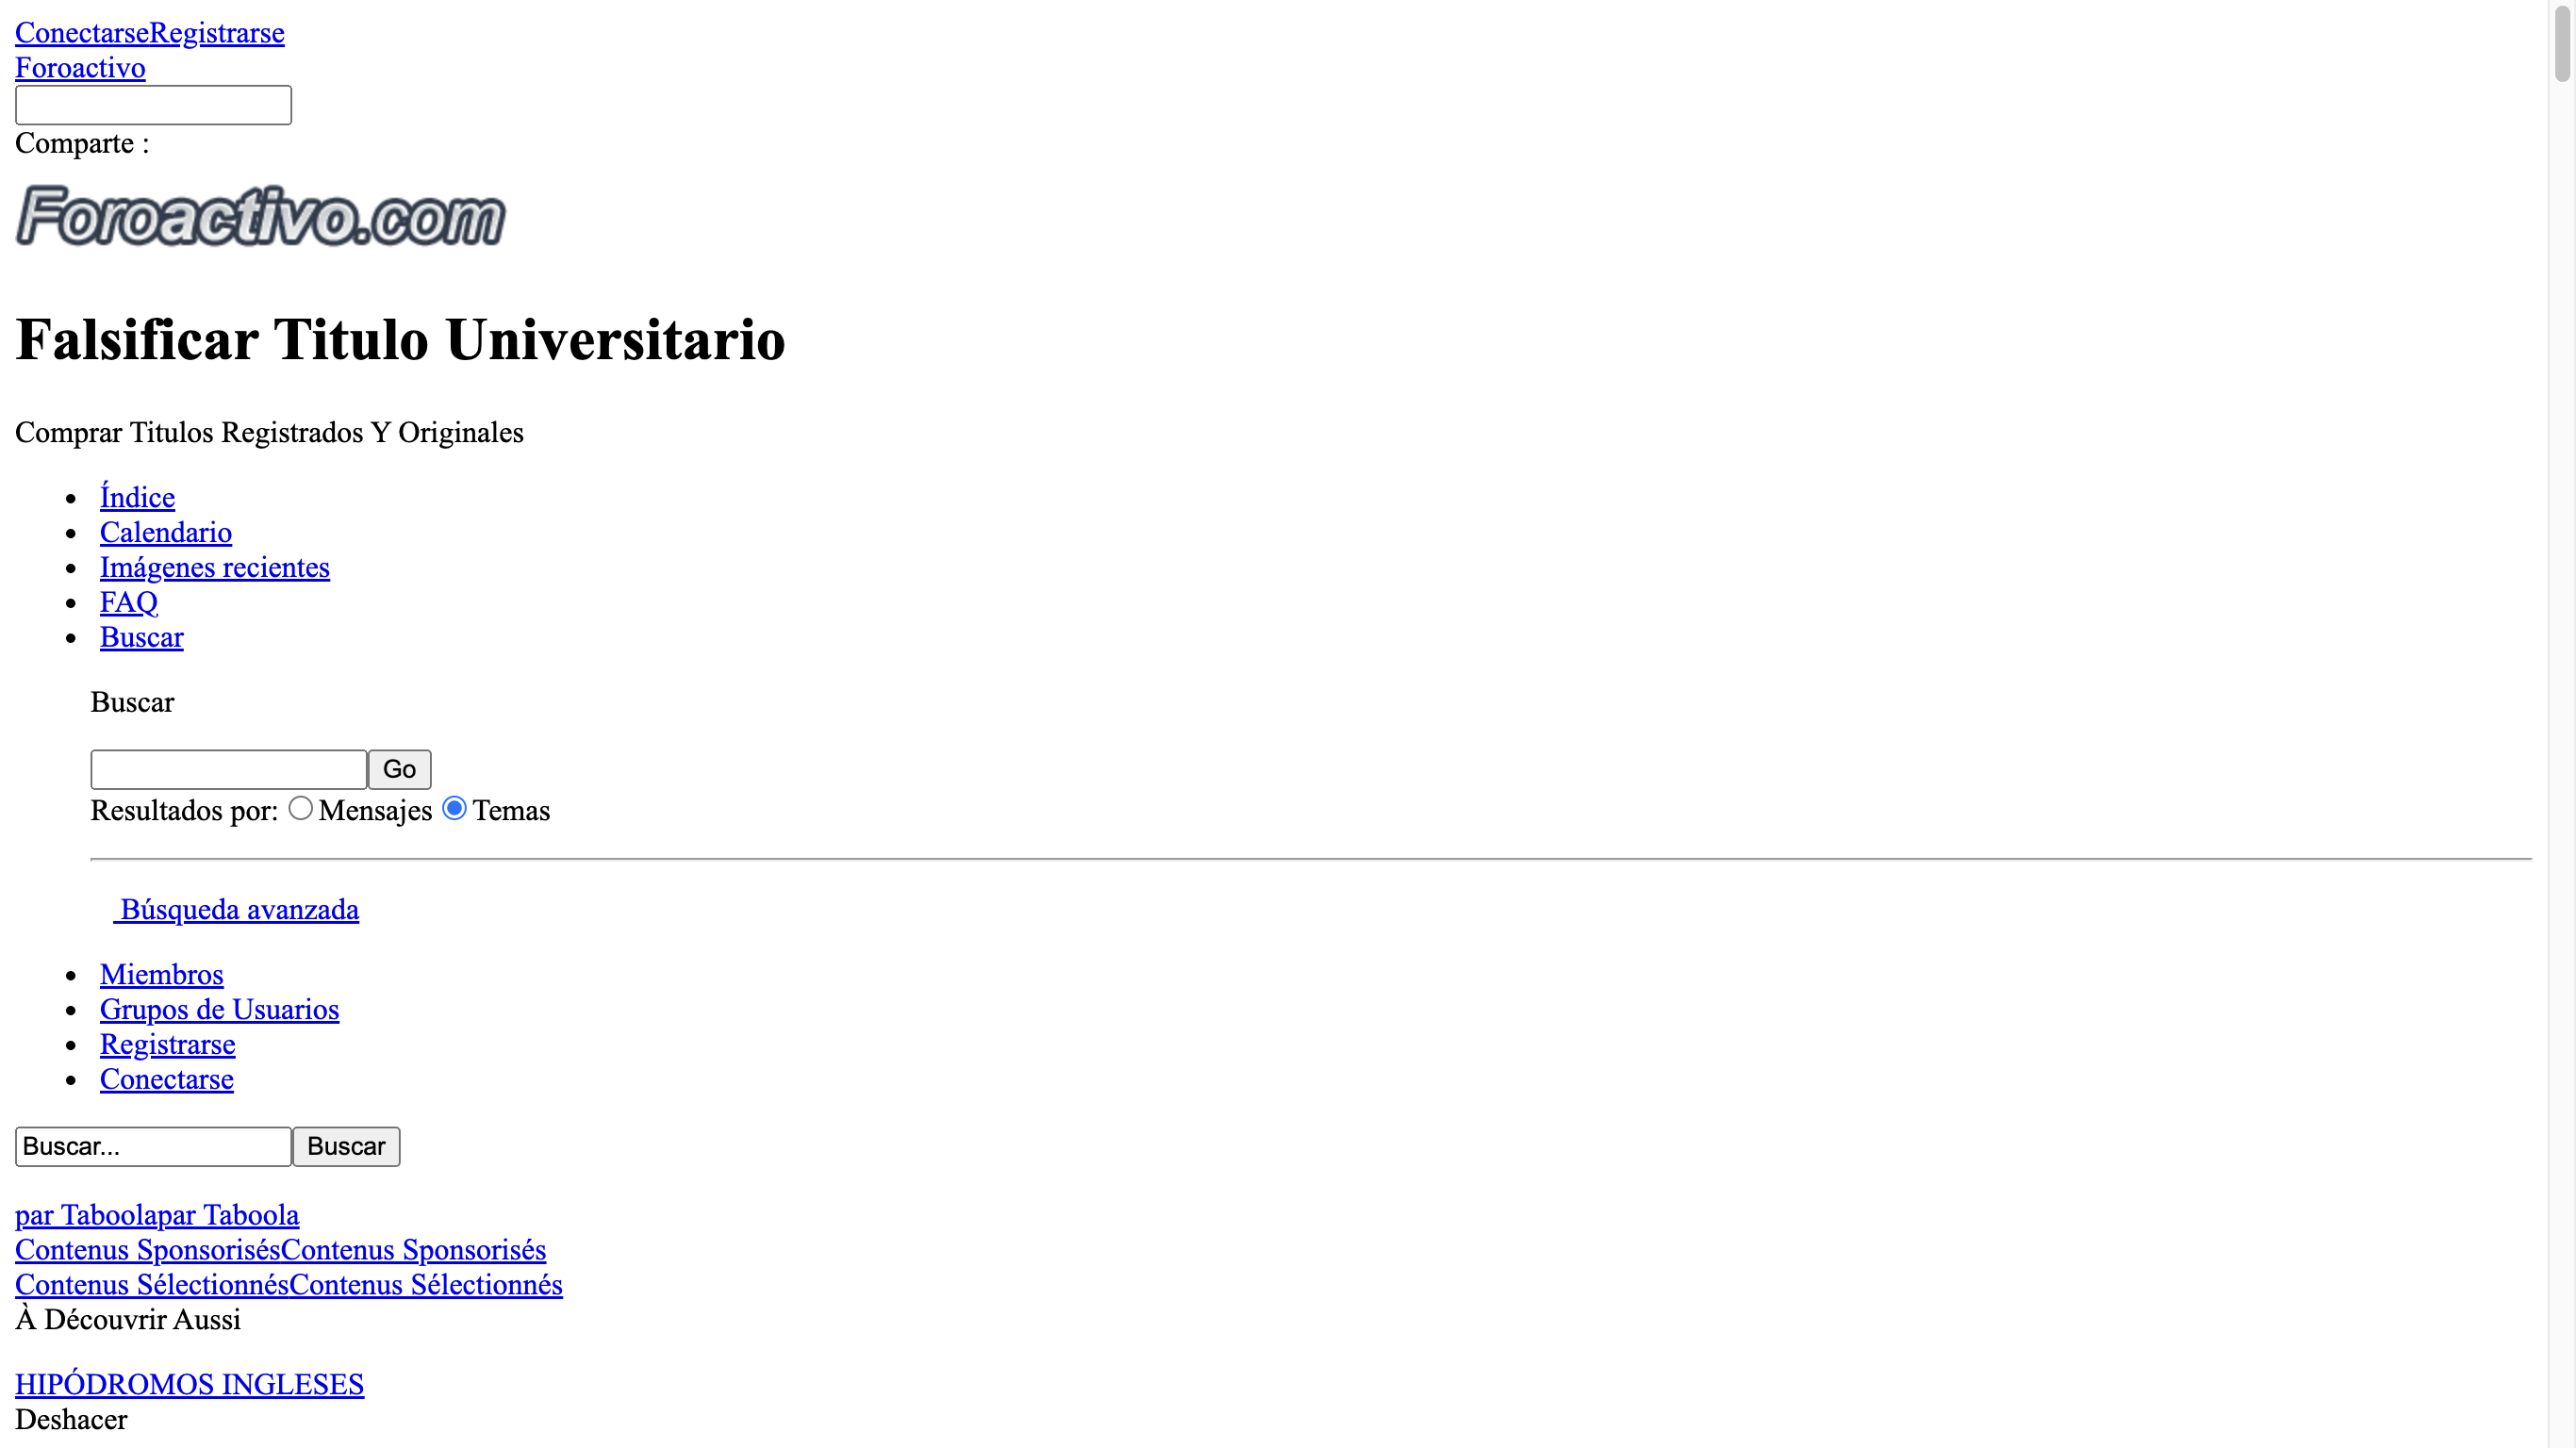 ConectarseRegistrarse
Foroactivo
Comparte :
Foroactivo.com
Falsificar Titulo Universitario
Comprar Titulos Registrados Y Originales
Índice
Calendario
Imágenes recientes
FAQ
Buscar
Buscar
Go
Resultados por: Mensajes Temas
Búsqueda avanzada
Miembros
Grupos de Usuarios
Registrarse
Conectarse
Buscar... Buscar
par Taboolapar Taboola
Contenus SponsorisésContenus Sponsorisés
Contenus SélectionnésContenus Sélectionnés
À Découvrir Aussi
HIPÓDROMOS INGLESES
Deshacer